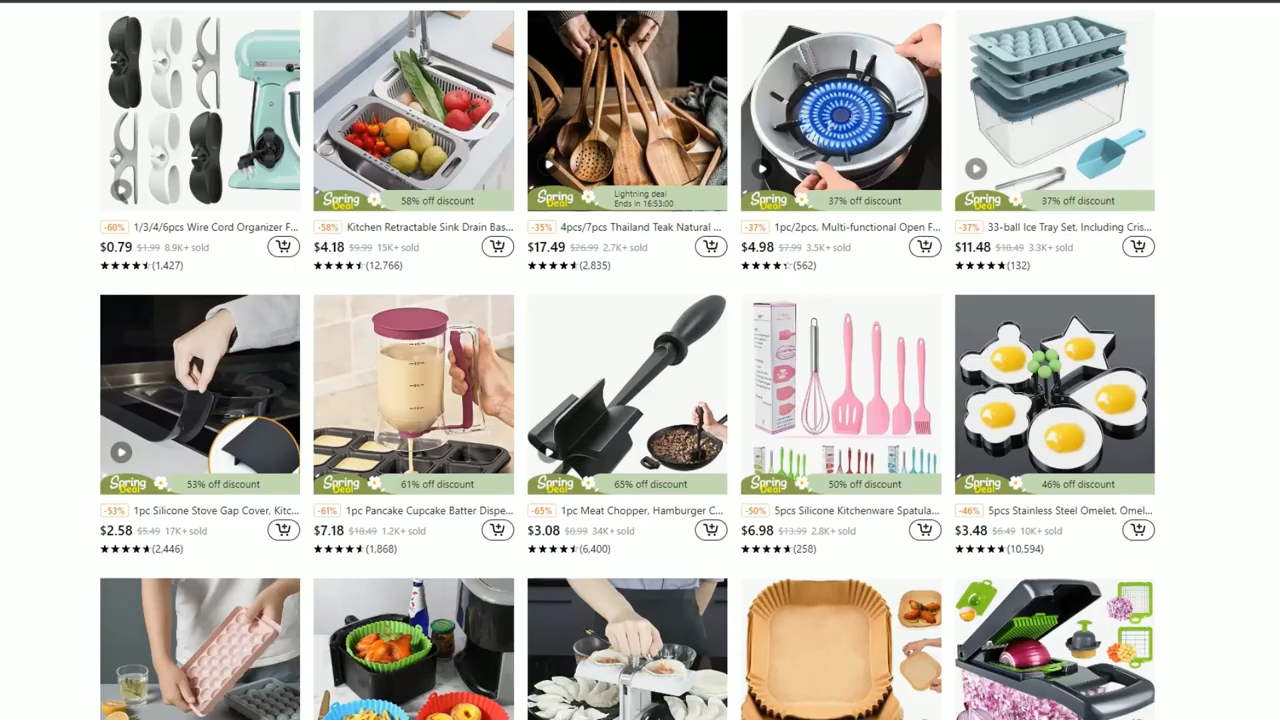 Spring Deal 58% off discount
Spring Deal Lightning deal
Ends in 16:53:00
Spring Deal 37% off discount
37% off discount
-60% 1/3/4/6pcs Wire Cord Organizer F...
$0.79 $1.99 8.9K+ sold
(1,427)
-58% Kitchen Retractable Sink Drain Bas...
$4.18 $9.99 15K+ sold
(12,766)
-35% 4pcs/7pcs Thailand Teak Natural ...
$17.49 $26.99 2.7K+ sold
(2,835)
-37% 1pc/2pcs. Multi-functional Open F...
$4.98 $7.99 3.5K+ sold
(562)
-37% 33-ball Ice Tray Set, Including Cris...
$11.48 $18.49 3.3K+ sold
(132)
Spring Deal 53% off discount
Spring Deal 61% off discount
Spring Deal 65% off discount
Spring Deal 50% off discount
Spring Deal 46% off discount
-53% 1pc Silicone Stove Gap Cover, Kitc...
$2.58 $5.49 17K+ sold
(2,446)
-61% 1pc Pancake Cupcake Batter Dispe...
$7.18 $18.49 1.2K+ sold
(1,868)
-65% 1pc Meat Chopper, Hamburger C...
$3.08 $8.99 34K+ sold
(6,400)
-50% 5pcs Silicone Kitchenware Spatula...
$6.98 $13.99 2.8K+ sold
(258)
-46% 5pcs Stainless Steel Omelet, Omel...
$3.48 $6.49 10K+ sold
(10,594)